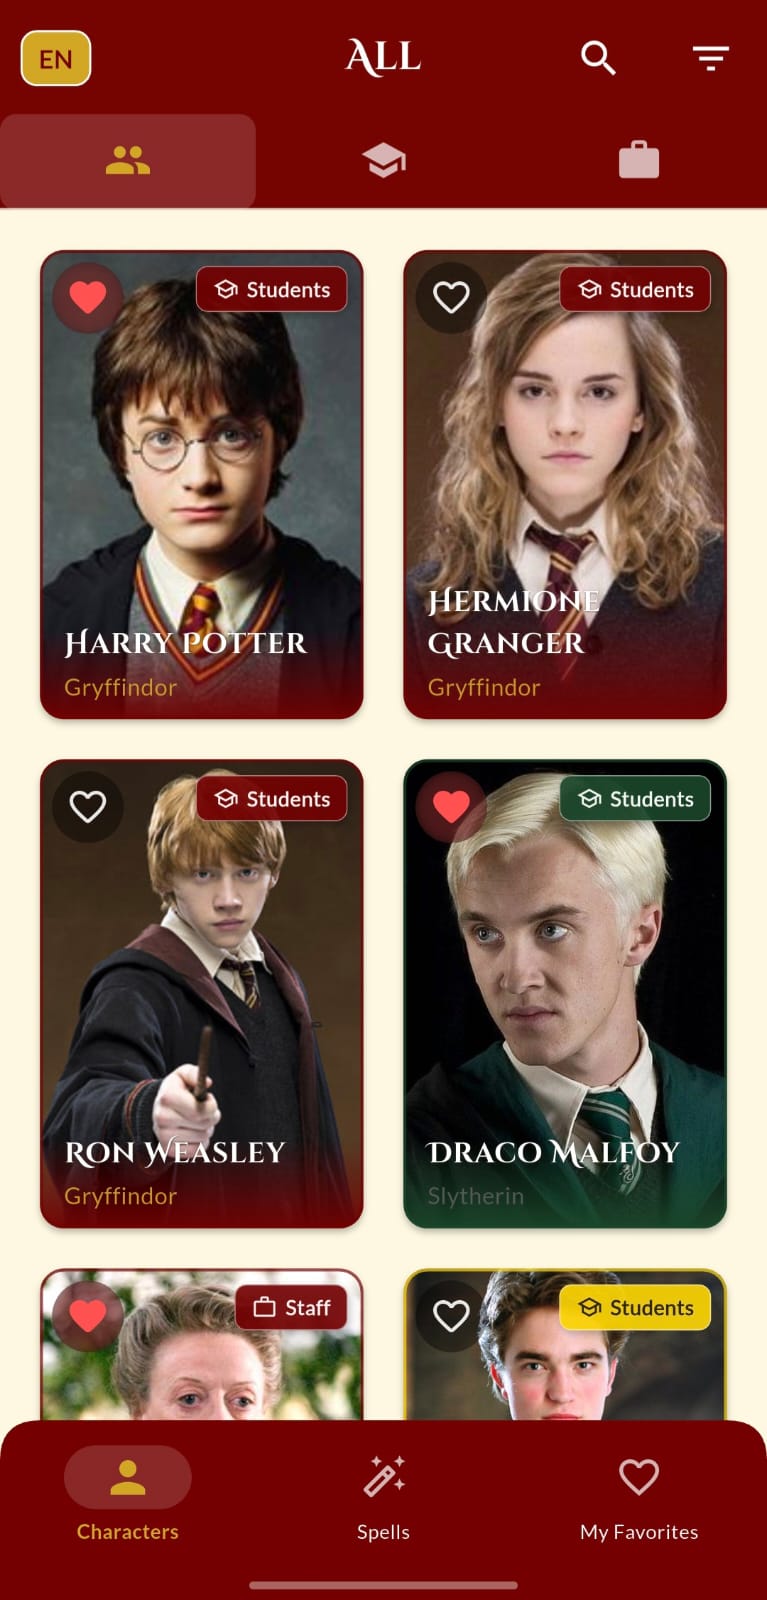 EN
ALL
Students
Students
HARRY POTTER
Gryffindor
HERMIONE
GRANGER
Gryffindor
Students
Students
RON WEASLEY
Gryffindor
DRACO MALFOY
Slytherin
Staff
Students
Characters
Spells
My Favorites